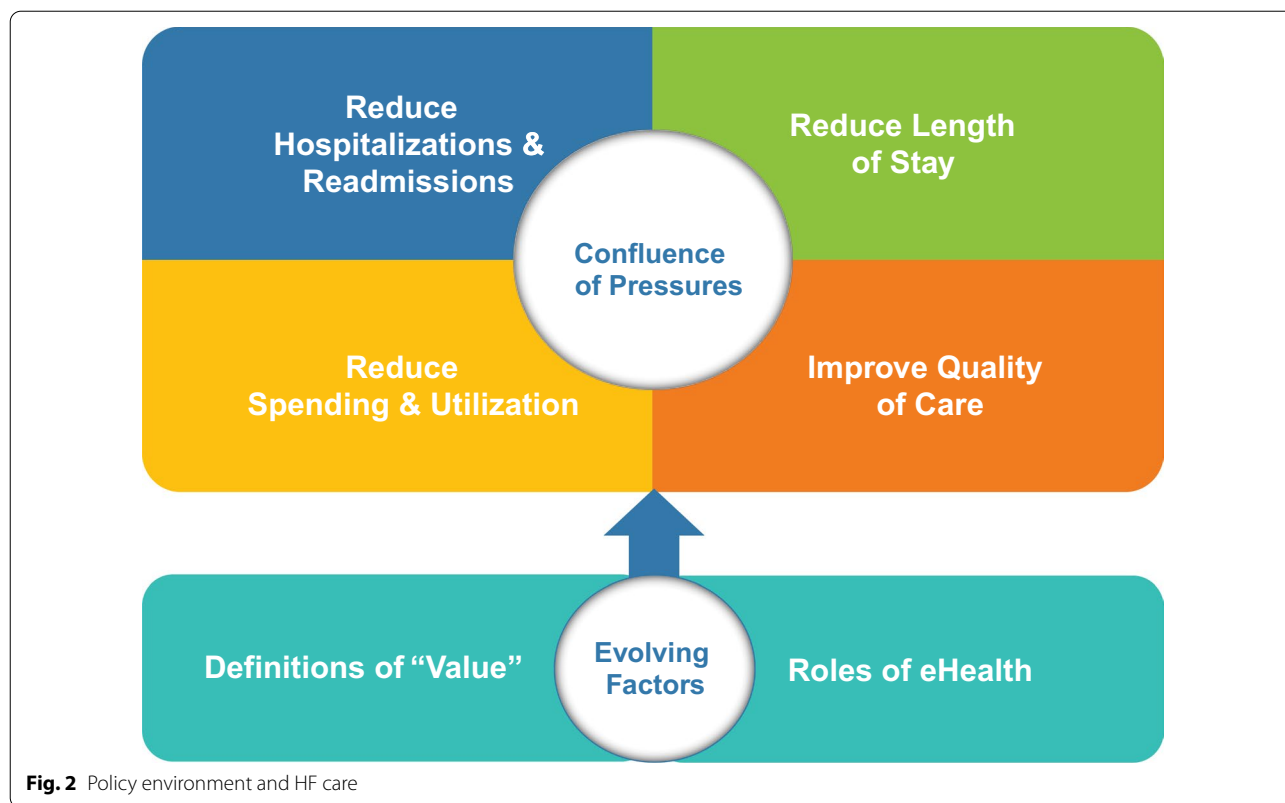 Reduce
Hospitalizations &
Readmissions
Reduce Length
of Stay
Confluence
of Pressures
Reduce
Spending & Utilization
Improve Quality
of Care
Definitions of “Value”
Evolving
Factors
Roles of eHealth
Fig. 2 Policy environment and HF care